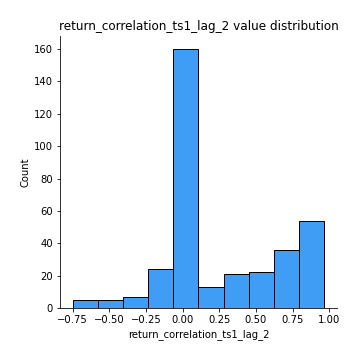 return_correlation_ts1_lag_2 value distribution
160
140
120
100
80
60
40
20
0
Count
−0.75 −0.50 −0.25 0.00 0.25 0.50 0.75 1.00
return_correlation_ts1_lag_2